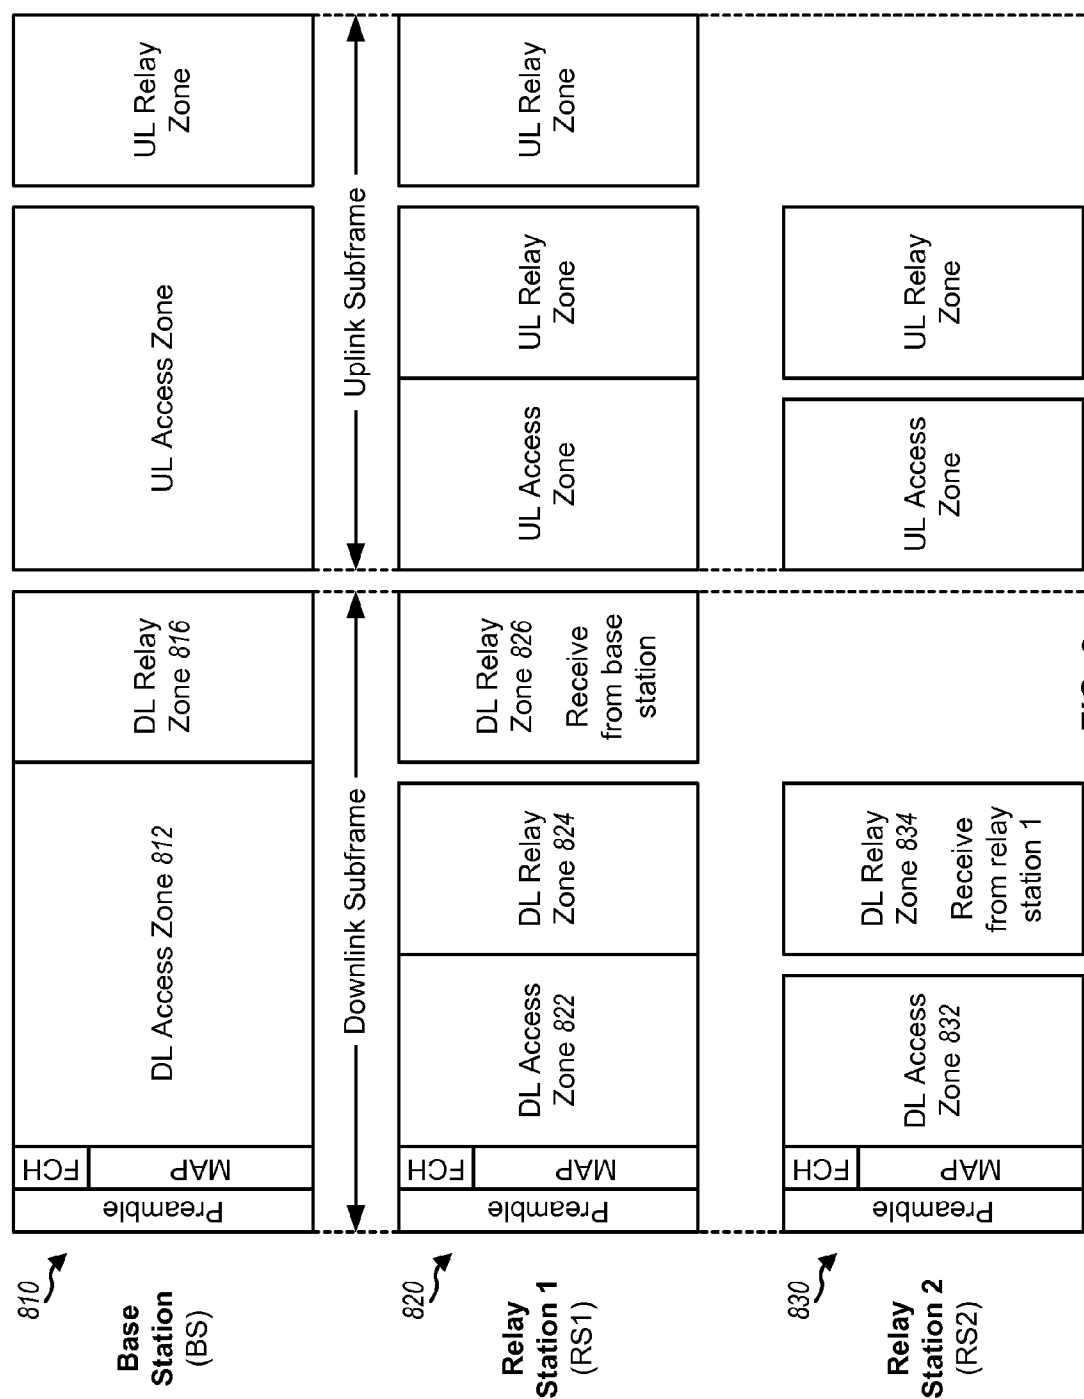 810
Base
Station
(BS)
Preamble
FCH
MAP
DL Access Zone 812
DL Relay
Zone 816
UL Access Zone
UL Relay
Zone
Downlink Subframe
Uplink Subframe
820
Relay
Station 1
(RS1)
Preamble
FCH
MAP
DL Access
Zone 822
DL Relay
Zone 824
DL Relay
Zone 826
Receive
from base
station
UL Access
Zone
UL Relay
Zone
UL Relay
Zone
830
Relay
Station 2
(RS2)
Preamble
FCH
MAP
DL Access
Zone 832
DL Relay
Zone 834
Receive
from relay
station 1
UL Access
Zone
UL Relay
Zone